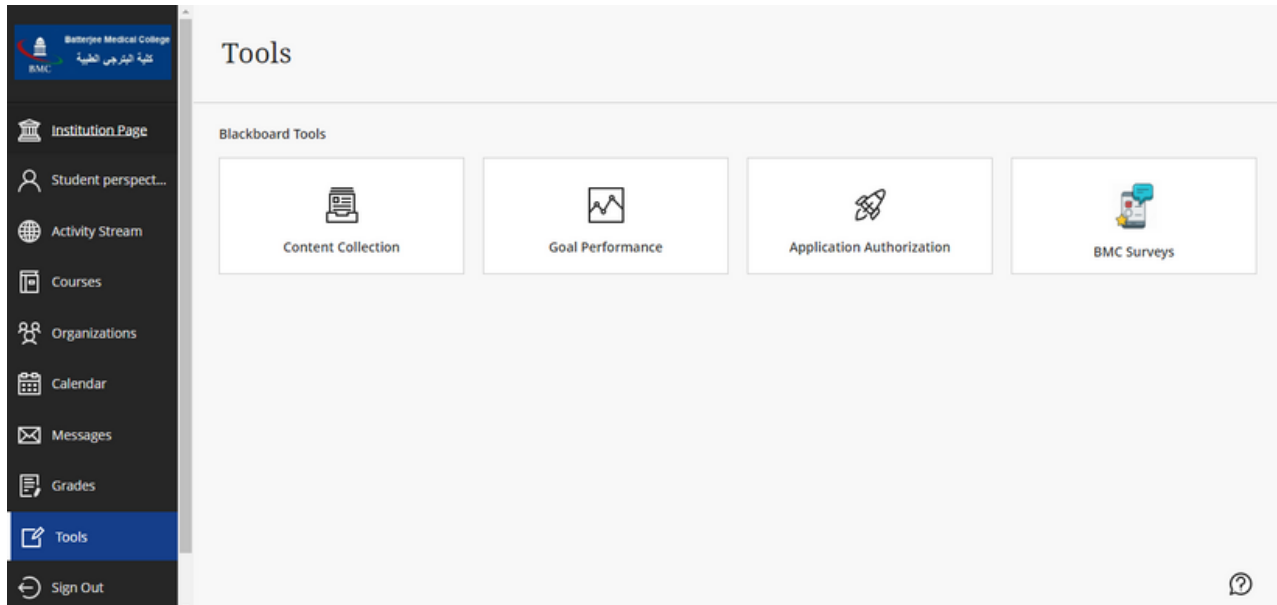 Batterjee Medical College
كلية البترجي الطبية
BMC
Institution Page
Student perspect...
Activity Stream
Courses
Organizations
Calendar
Messages
Grades
Tools
Sign Out
Tools
Blackboard Tools
Content Collection
Goal Performance
Application Authorization
BMC Surveys